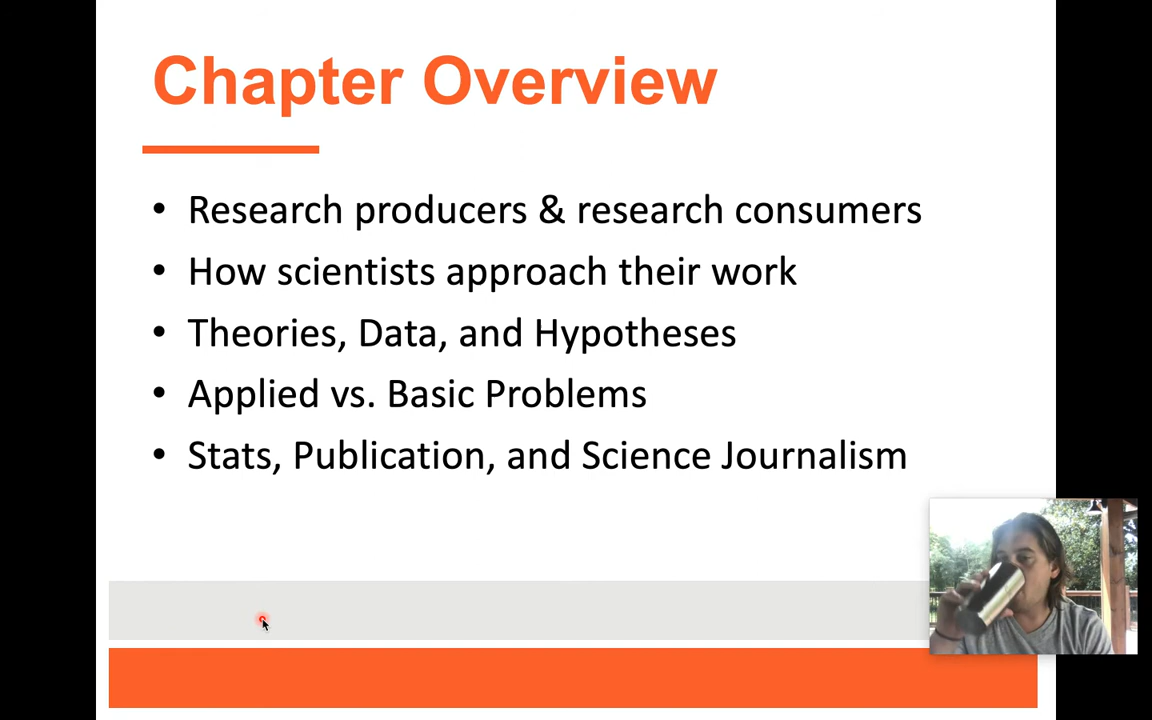 Chapter Overview
• Research producers & research consumers
• How scientists approach their work
• Theories, Data, and Hypotheses
• Applied vs. Basic Problems
• Stats, Publication, and Science Journalism